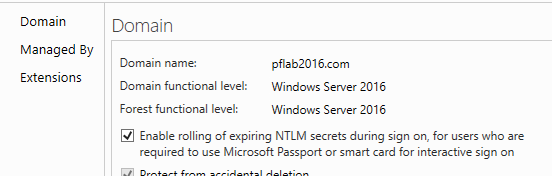 Domain
Managed By
Extensions
Domain
Domain name: pflab2016.com
Domain functional level: Windows Server 2016
Forest functional level: Windows Server 2016
Enable rolling of expiring NTLM secrets during sign on, for users who are
required to use Microsoft Passport or smart card for interactive sign on
Protect from accidental deletion